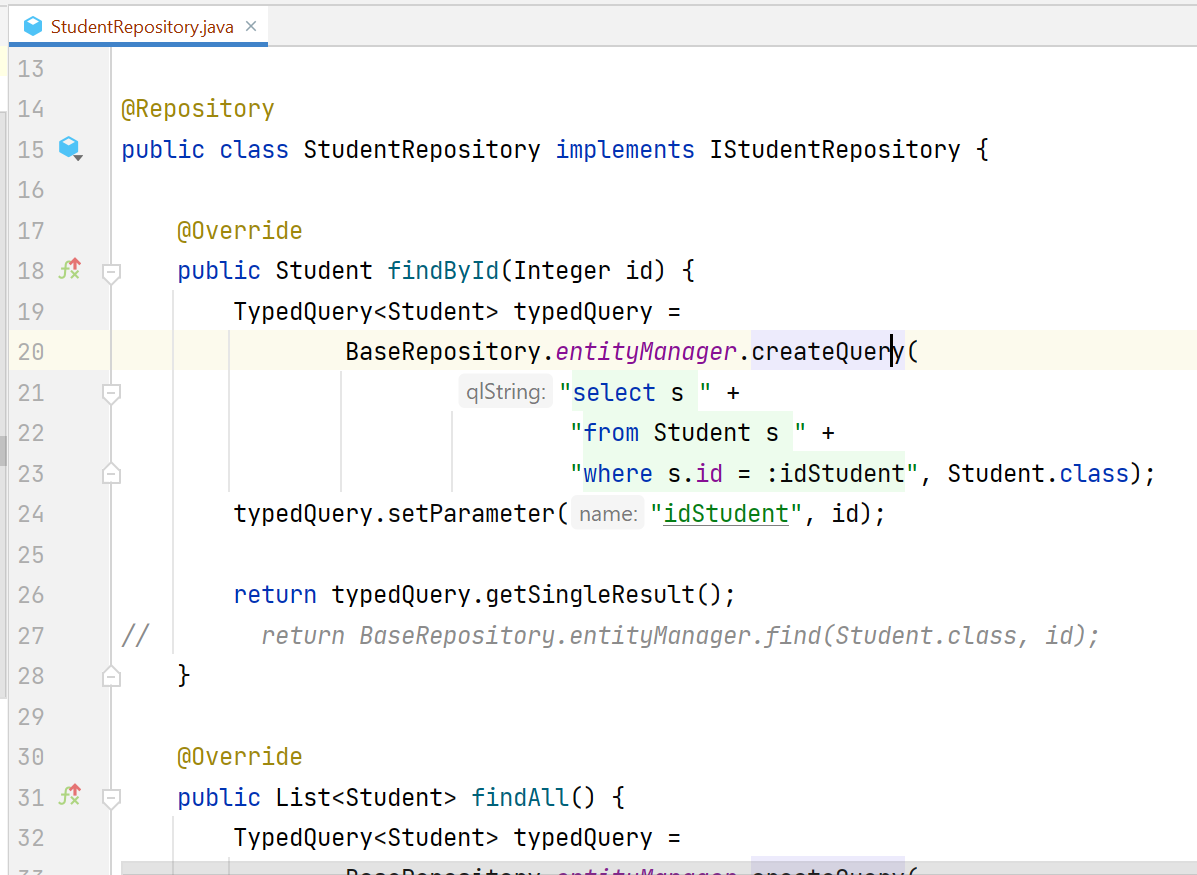 StudentRepository.java
13
14 @Repository
15 public class StudentRepository implements IStudentRepository {
16
17 @Override
18 public Student findById(Integer id) {
19 TypedQuery<Student> typedQuery =
20 BaseRepository.entityManager.createQuery(
21 qlString: "select s " +
22 "from Student s " +
23 "where s.id = :idStudent", Student.class);
24 typedQuery.setParameter( name: "idStudent", id);
25
26 return typedQuery.getSingleResult();
27 // return BaseRepository.entityManager.find(Student.class, id);
28 }
29
30 @Override
31 public List<Student> findAll() {
32 TypedQuery<Student> typedQuery =
33 BaseRepository.entityManager.createQuery(